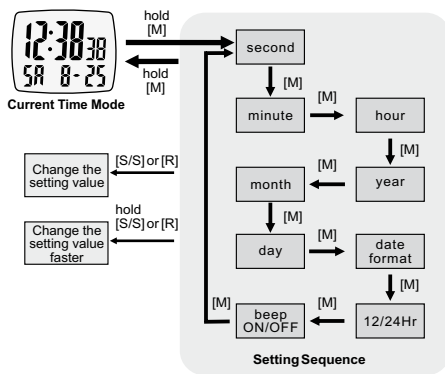 hold
[M]
12:38 38
SA 8-25
hold
[M]
Current Time Mode
second
[M]
minute
[M]
hour
[M]
[S/S] or [R]
Change the
setting value
month
[M]
year
hold
[S/S] or [R]
Change the
setting value
faster
[M]
day
[M]
date
format
[M]
[M]
beep
ON/OFF
[M]
12/24Hr
Setting Sequence